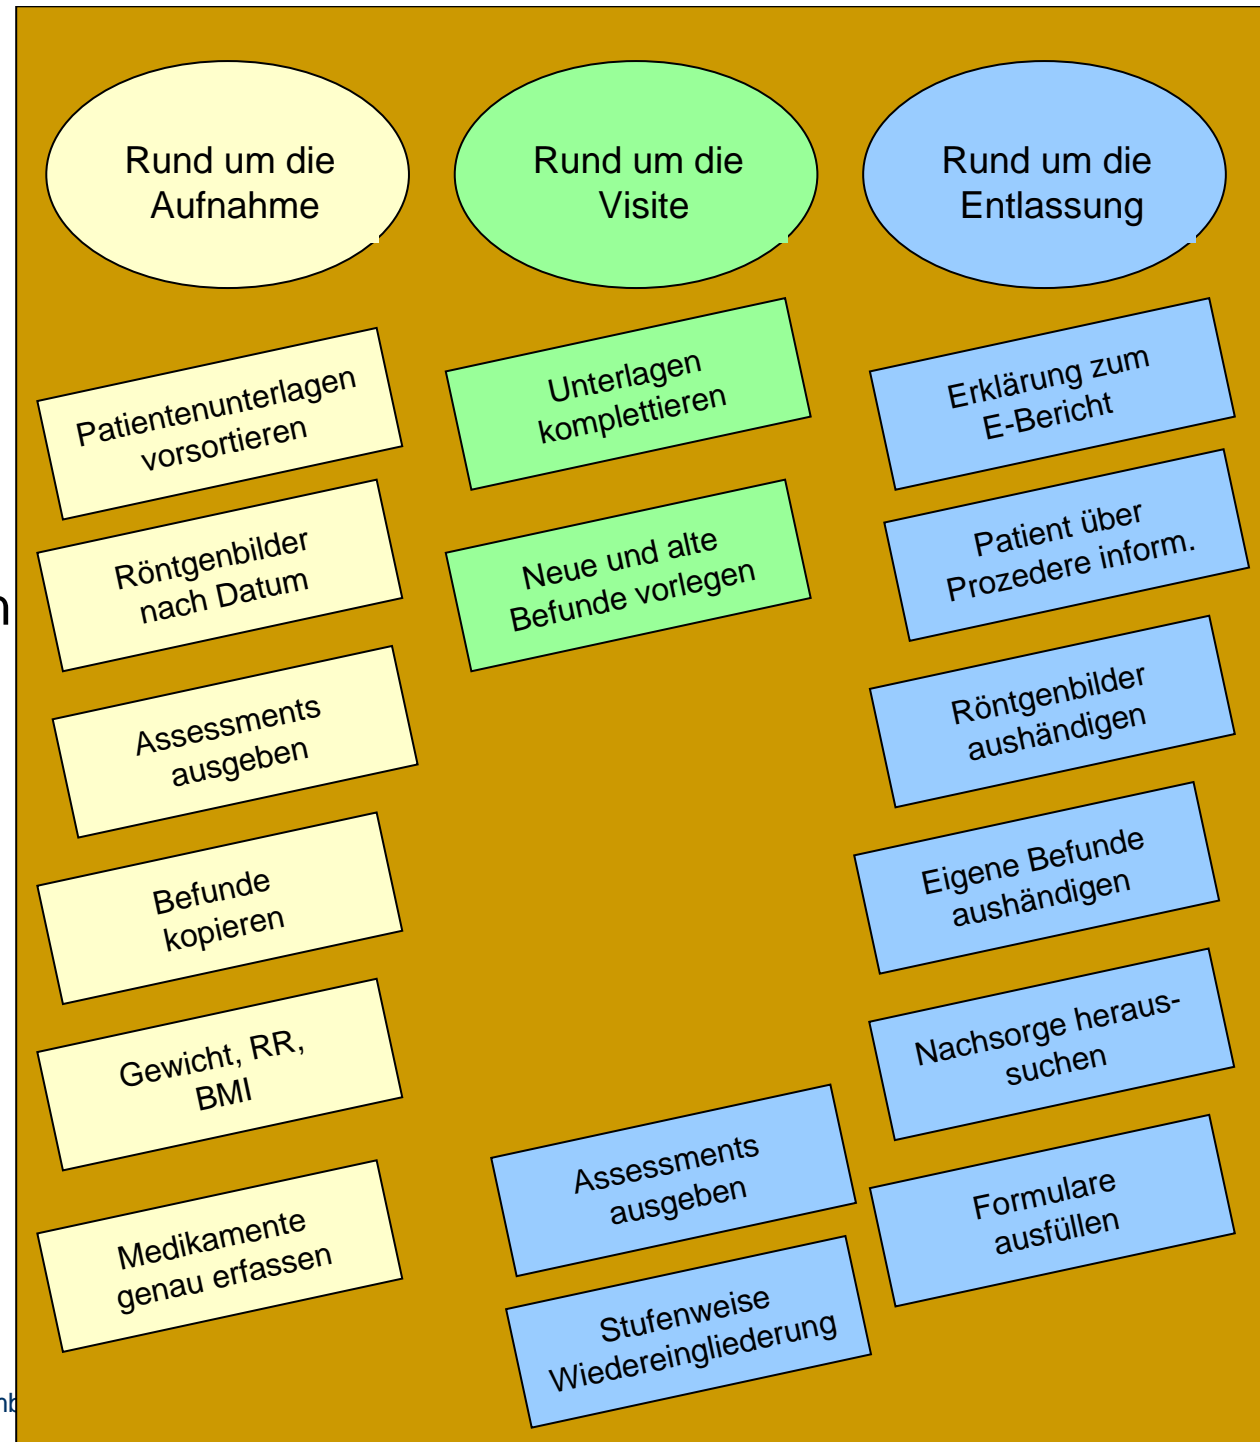 Rund um die
Aufnahme
Patientenunterlagen
vorsortieren
Röntgenbilder
nach Datum
Assessments
ausgeben
Befunde
kopieren
Gewicht, RR,
BMI
Medikamente
genau erfassen
Rund um die
Visite
Unterlagen
komplettieren
Neue und alte
Befunde vorlegen
Assessments
ausgeben
Stufenweise
Wiedereingliederung
Rund um die
Entlassung
Erklärung zum
E-Bericht
Patient über
Prozedere inform.
Röntgenbilder
aushändigen
Eigene Befunde
aushändigen
Nachsorge heraus-
suchen
Formulare
ausfüllen